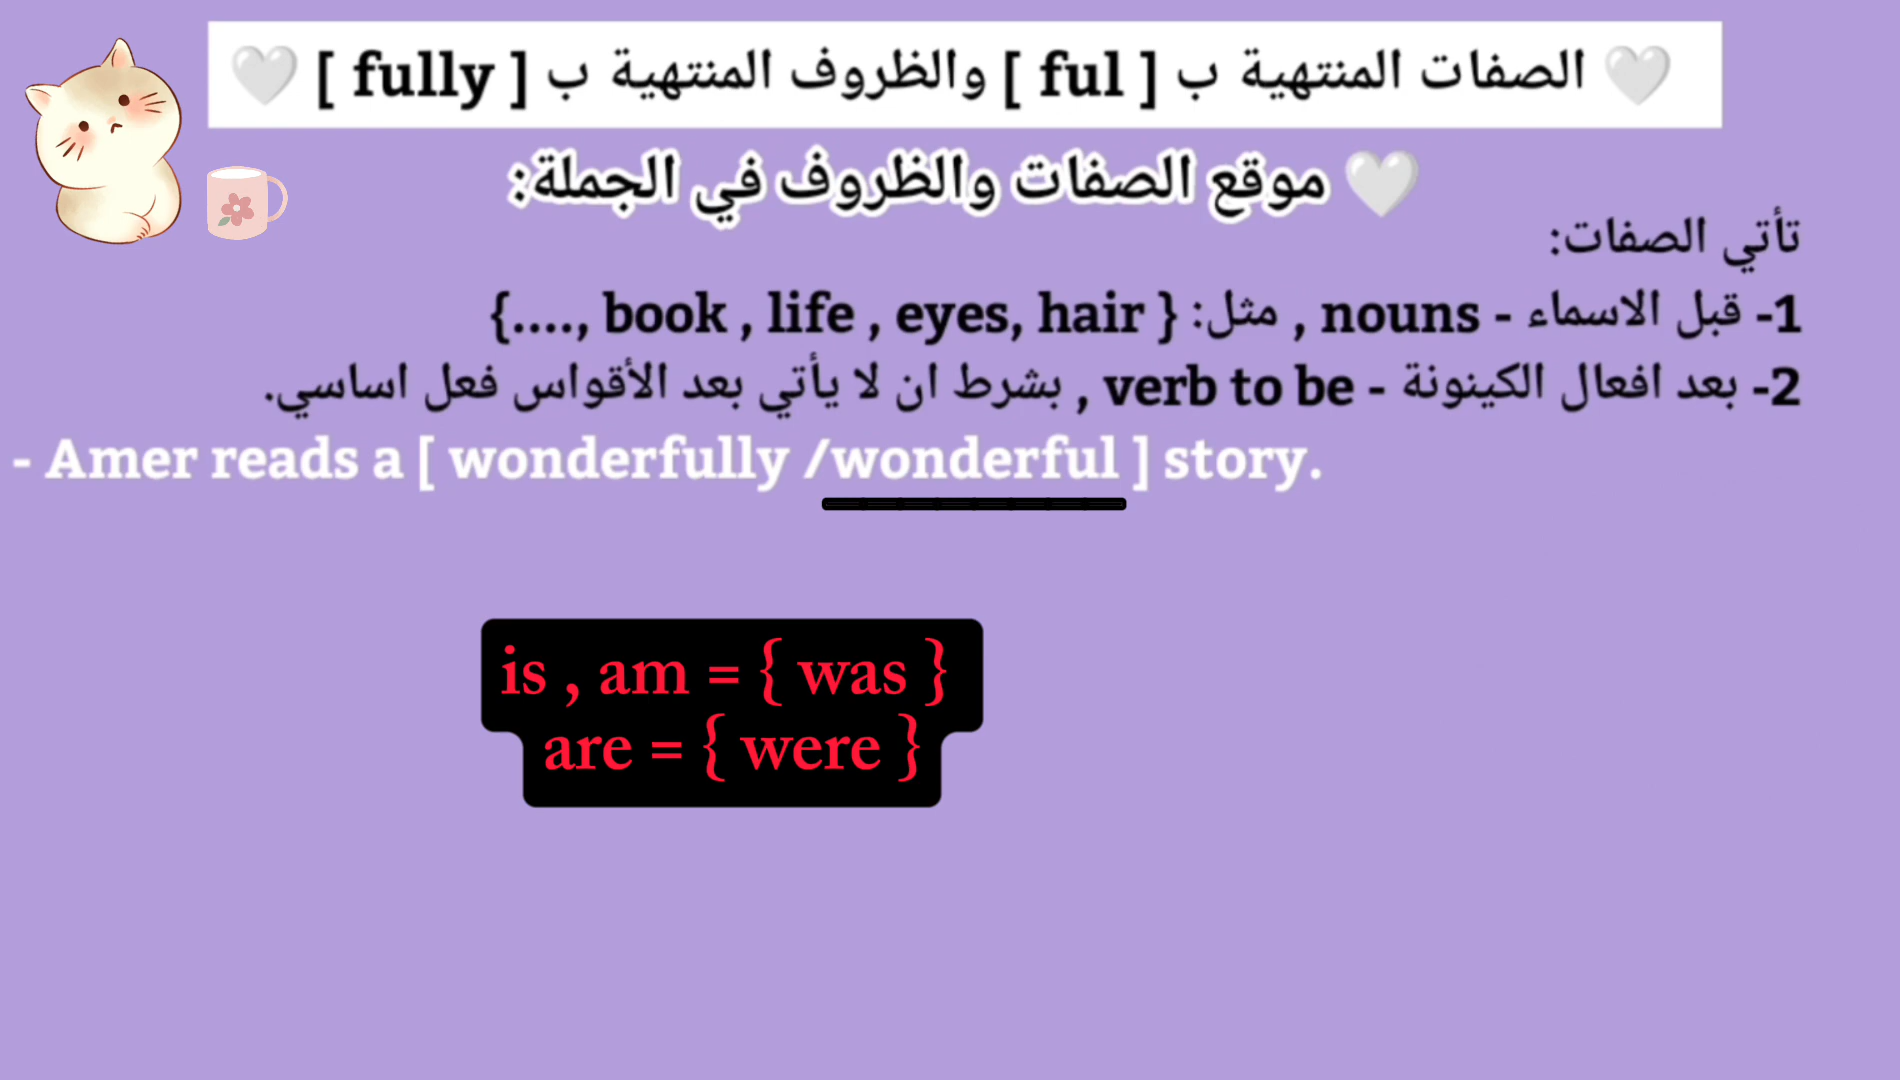 🤍 الصفات المنتهية ب [ ful ] والظروف المنتهية ب [ fully ] 🤍
🤍 موقع الصفات والظروف في الجملة:
تأتي الصفات:
1- قبل الاسماء - nouns , مثل: { book , life , eyes, hair ,....}
2- بعد افعال الكينونة - verb to be , بشرط ان لا يأتي بعد الأقواس فعل اساسي.
- Amer reads a [ wonderfully /wonderful ] story.
is , am = { was }
are = { were }